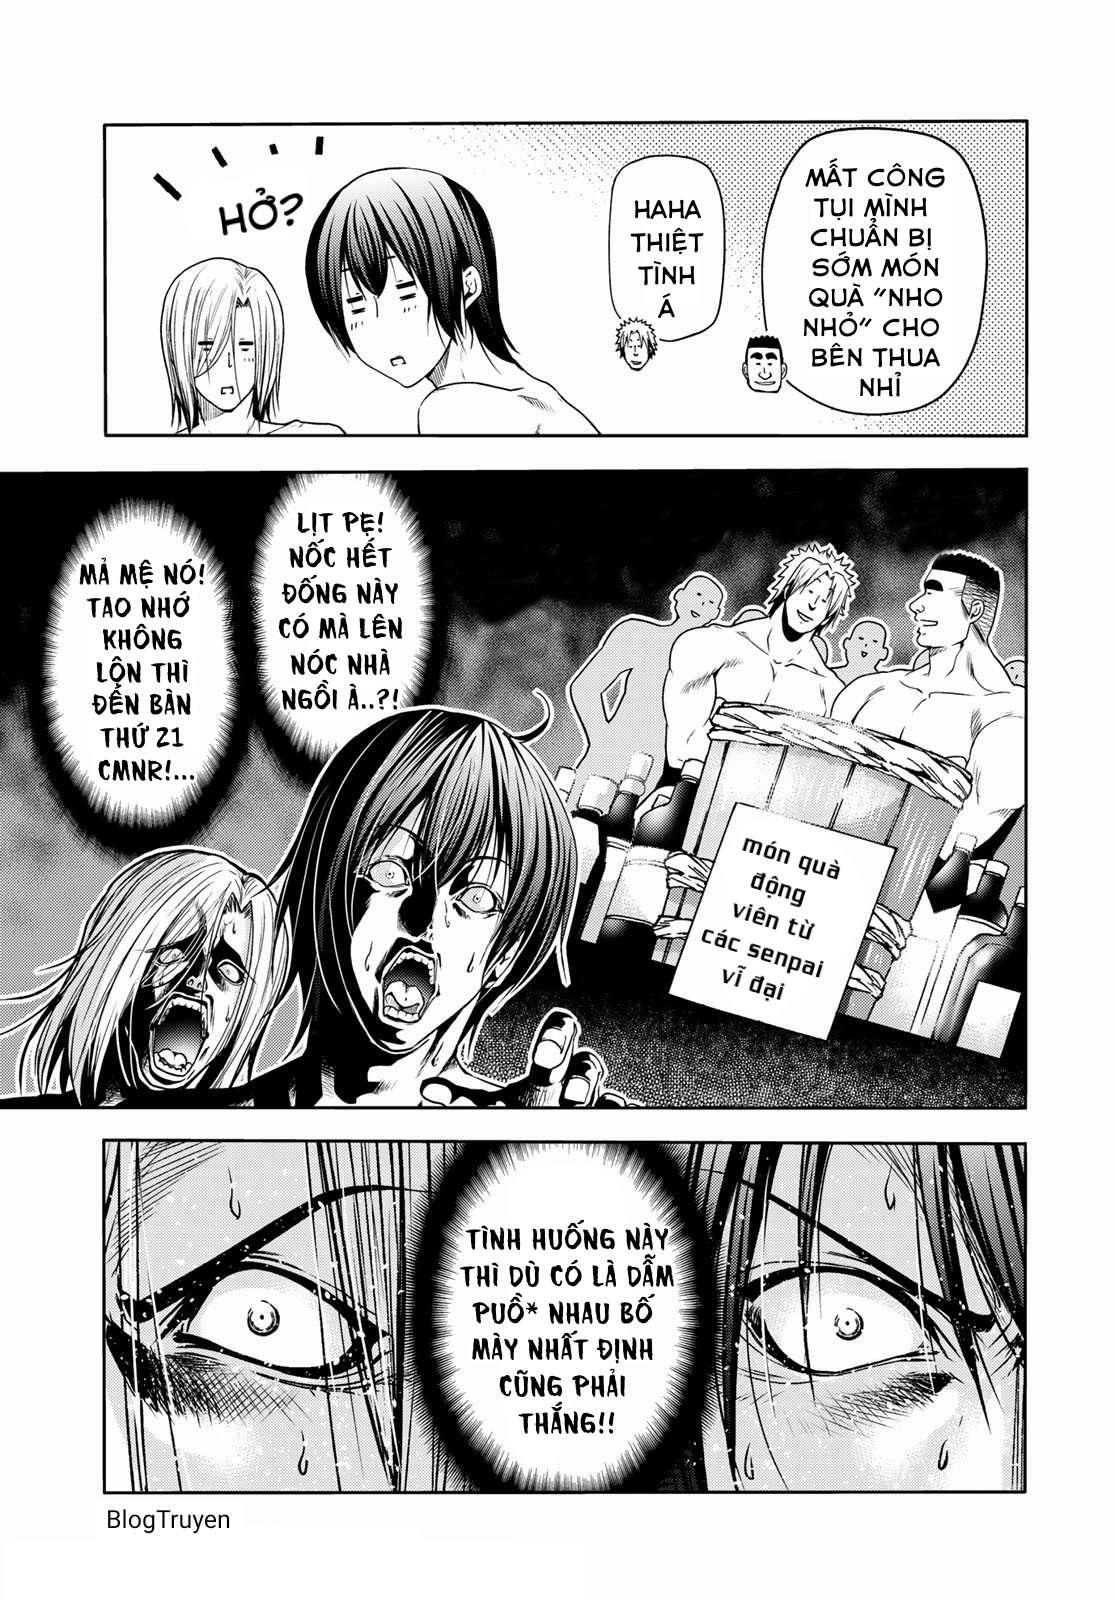 MẤT CÔNG
TỤI MÌNH
CHUẨN BỊ
SỚM MÓN
QUÀ "NHO
NHỎ" CHO
BÊN THUA
NHỈ
HAHA
THIỆT
TÌNH
Á
HỞ?
LỊT PẸ!
NỐC HẾT
ĐỐNG NÀY
CÓ MÀ LÊN
NÓC NHÀ
NGỒI À..?!
MẢ MỆ NÓ!
TAO NHỚ
KHÔNG
LỘN THÌ
ĐẾN BÀN
THỨ 21
CMNR!...
món quà
động
viên từ
các senpai
vĩ đại
TÌNH HUỐNG NÀY
THÌ DÙ CÓ LÀ DẪM
PUỒ* NHAU BỐ
MÀY NHẤT ĐỊNH
CŨNG PHẢI
THẮNG!!
BlogTruyen